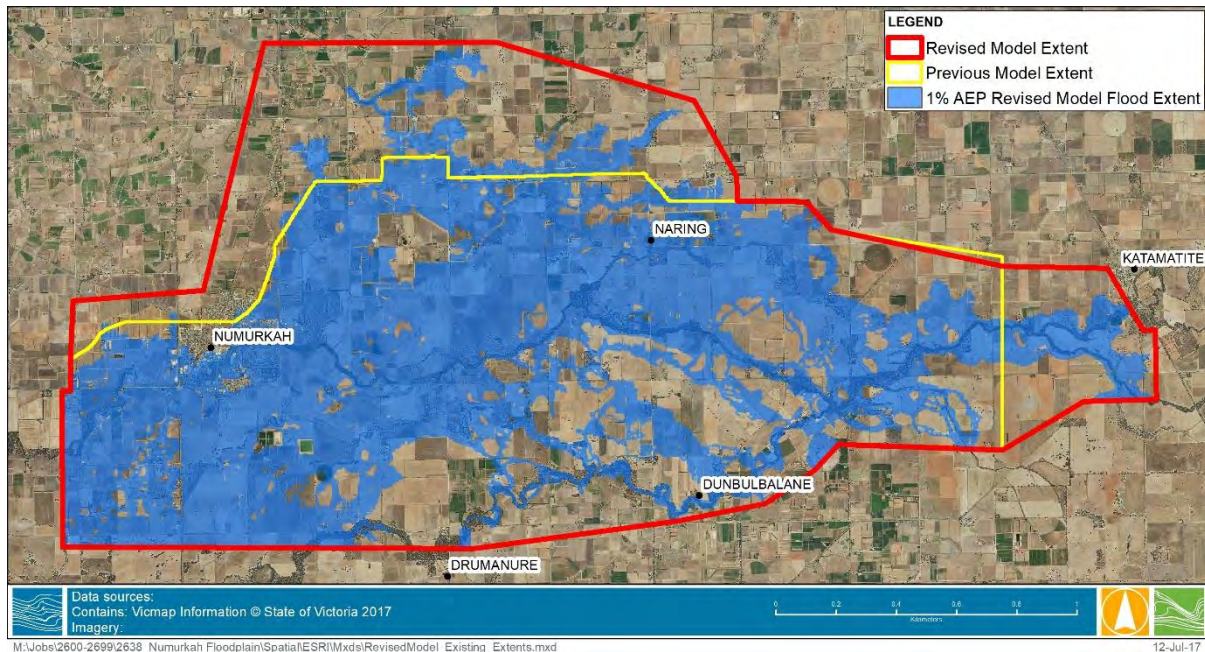 LEGEND
Revised Model Extent
Previous Model Extent
1% AEP Revised Model Flood Extent
NARING
KATAMATITE
NUMURKAH
DUNBULBALANE
DRUMANURE
Data sources:
Contains: Vicmap Information © State of Victoria 2017
Imagery:
0 0.2 0.4 0.6 0.8 1
Kilometers
M:\Jobs\2600-2699\2638_Numurkah Floodplain\Spatial\ESRI\Mxds\RevisedModel_Existing_Extents.mxd
12-Jul-17